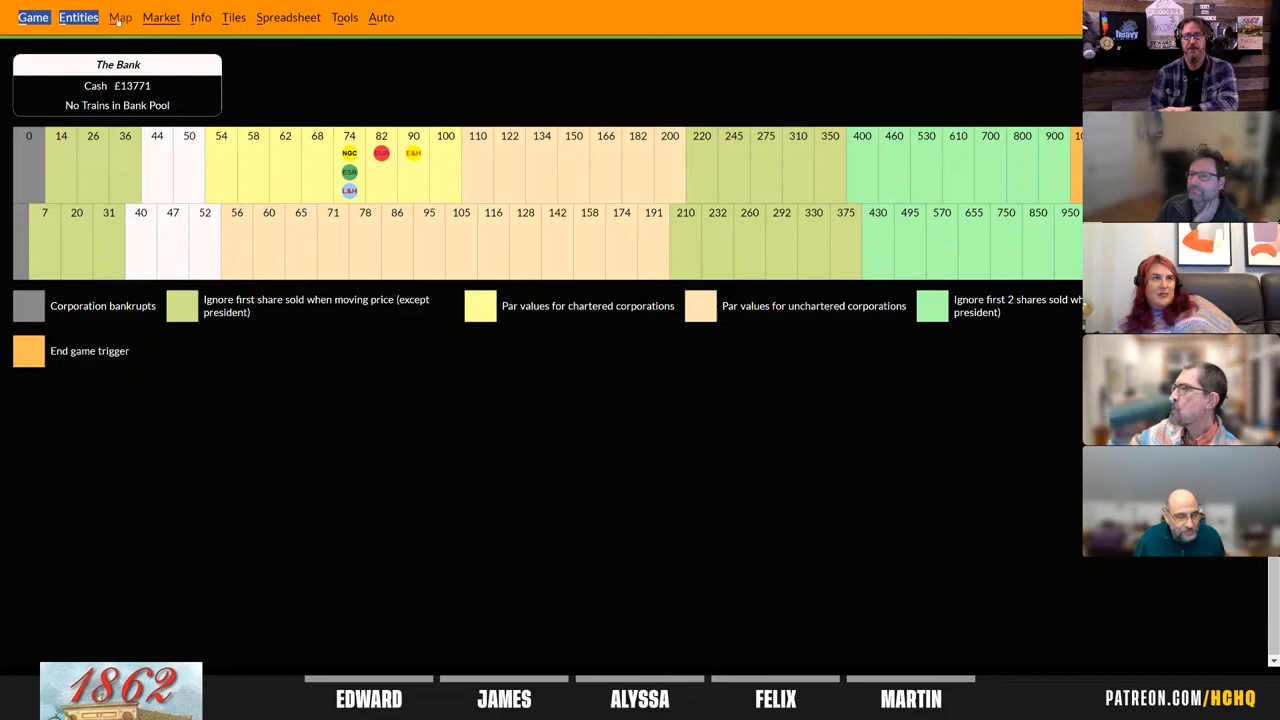 Game Entities Map Market Info Tiles Spreadsheet Tools Auto
The Bank
Cash £13771
No Trains in Bank Pool
0 14 26 36 44 50 54 58 62 68 74 82 90 100 110 122 134 150 166 182 200 220 245 275 310 350 400 460 530 610 700 800 900 10
NGC EUR E&H
ESR
L&H
7 20 31 40 47 52 56 60 65 71 78 86 95 105 116 128 142 158 174 191 210 232 260 292 330 375 430 495 570 655 750 850 950
Corporation bankrupts
Ignore first share sold when moving price (except
president)
Par values for chartered corporations
Par values for unchartered corporations
Ignore first 2 shares sold wh
president)
End game trigger
1862
1862
EDWARD JAMES ALYSSA FELIX MARTIN
PATREON.COM/HCHQ